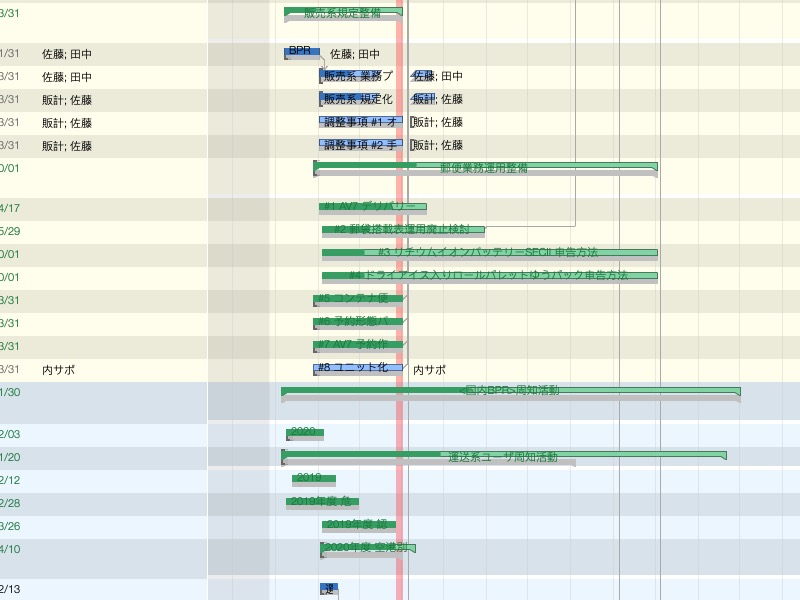 3/31 販売系規定整備
1/31 佐藤; 田中 BPR 佐藤; 田中
3/31 佐藤; 田中 販売系 業務プ 佐藤; 田中
3/31 販計; 佐藤 販売系 規定化 販計; 佐藤
3/31 販計; 佐藤 調整事項 #1 オ 販計; 佐藤
3/31 販計; 佐藤 調整事項 #2 手 販計; 佐藤
0/01 郵便業務運用整備
4/17 #1 AV7 デリバリー
5/29 #2 郵袋搭載表運用廃止検討
0/01 #3 リチウムイオンバッテリーSECII 申告方法
0/01 #4 ドライアイス入りロールパレットゆうパック申告方法
3/31 #5 コンテナ便
3/31 #6 予約形態バ
3/31 #7 AV7 予約作
3/31 内サポ #8 ユニット化 内サポ
1/30 <国内BPR>周知活動
2/03 2020
1/20 運送系ユーザ周知活動
2/12 2019
2/28 2019年度 危
3/26 2019年度 認
4/10 2020年度 空港別
2/13